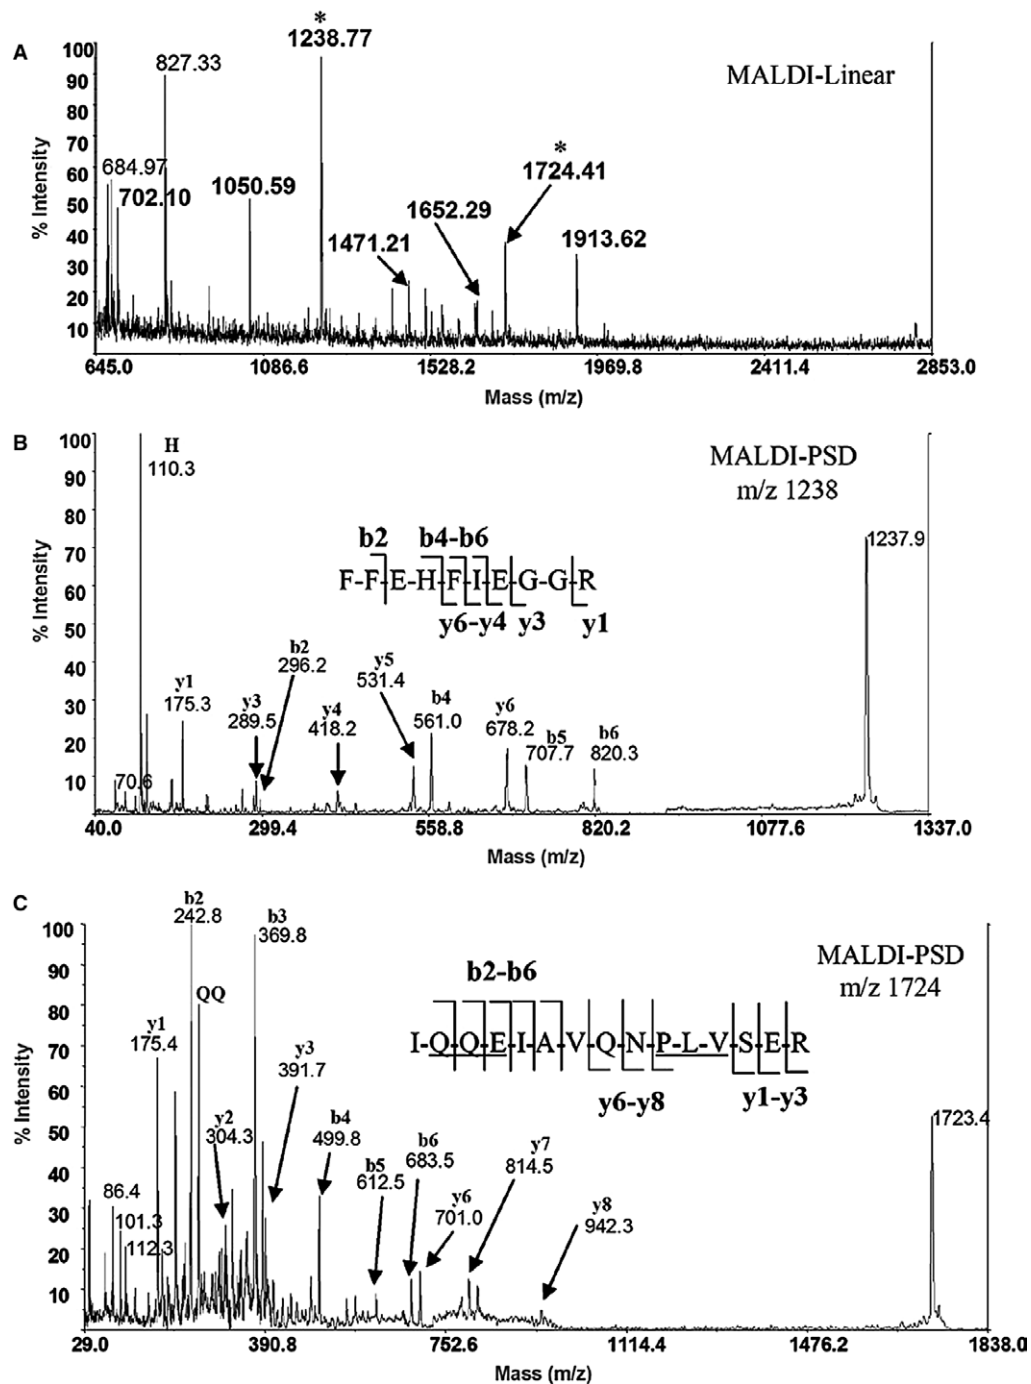 A
MALDI-Linear
% Intensity
100
90
80
70
60
50
40
30
20
10
684.97
702.10
827.33
1050.59
*
1238.77
1471.21
1652.29
*
1724.41
1913.62
645.0
1086.6
1528.2
1969.8
2411.4
2853.0
Mass (m/z)
B
MALDI-PSD
m/z 1238
% Intensity
100
90
80
70
60
50
40
30
20
10
H
110.3
b2 b4-b6
F-F-E-H-F-I-E-G-G-R
y6-y4 y3 y1
70.6
y1
175.3
y3
289.5
b2
296.2
y4
418.2
y5
531.4
b4
561.0
y6
678.2
b5
707.7
b6
820.3
1237.9
40.0
299.4
558.8
820.2
1077.6
1337.0
Mass (m/z)
C
MALDI-PSD
m/z 1724
% Intensity
100
90
80
70
60
50
40
30
20
10
b2
242.8
b3
369.8
QQ
b2-b6
I-Q-Q-E-I-A-V-Q-N-P-L-V-S-E-R
y6-y8 y1-y3
86.4
101.3
112.3
y1
175.4
y2
304.3
y3
391.7
b4
499.8
b5
612.5
b6
683.5
y6
701.0
y7
814.5
y8
942.3
1723.4
29.0
390.8
752.6
1114.4
1476.2
1838.0
Mass (m/z)